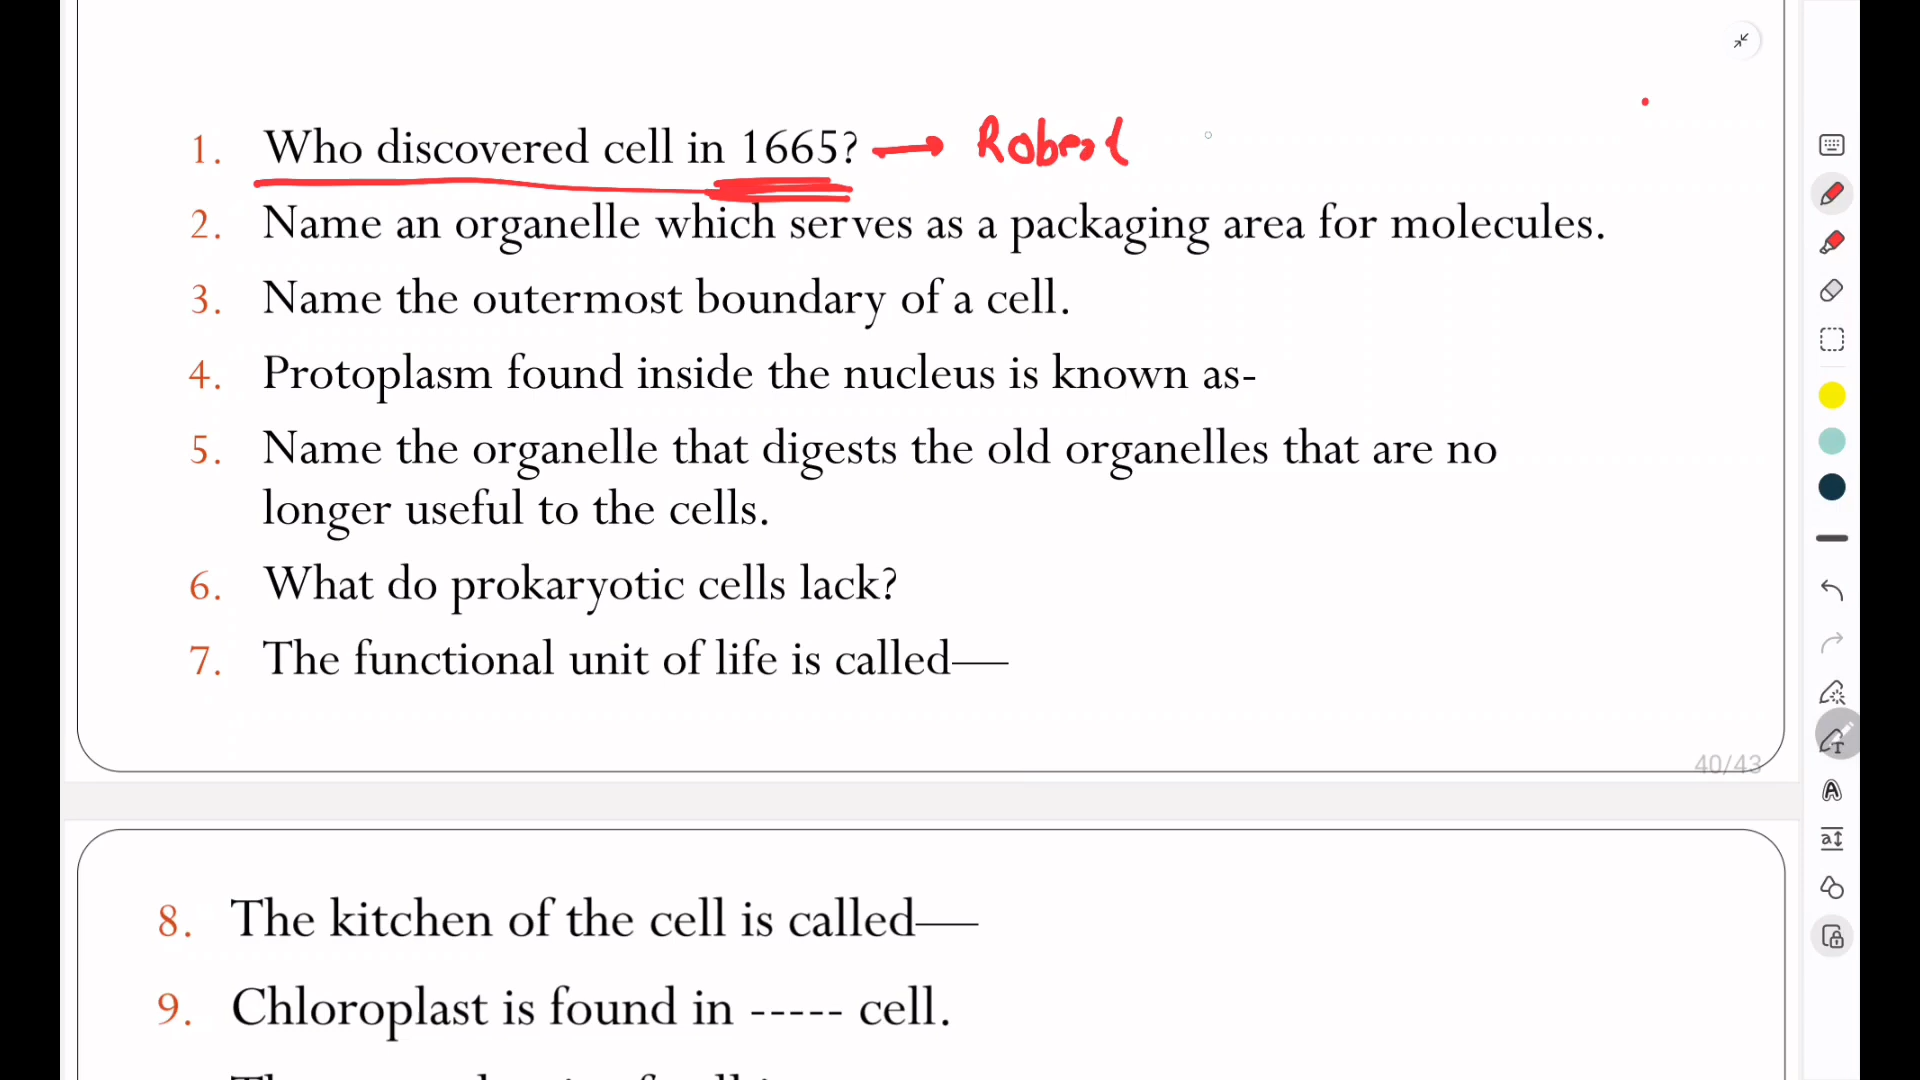 1. Who discovered cell in 1665? → Robert
2. Name an organelle which serves as a packaging area for molecules.
3. Name the outermost boundary of a cell.
4. Protoplasm found inside the nucleus is known as-
5. Name the organelle that digests the old organelles that are no
longer useful to the cells.
6. What do prokaryotic cells lack?
7. The functional unit of life is called—
40/43
8. The kitchen of the cell is called—
9. Chloroplast is found in ----- cell.